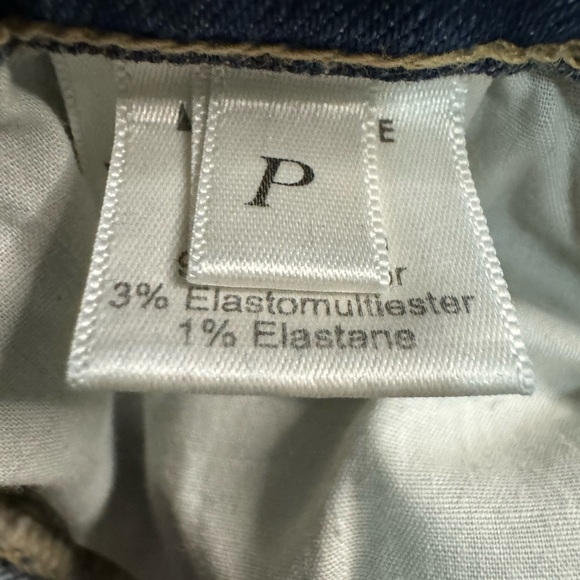 P
3% Elastomultiester
1% Elastane